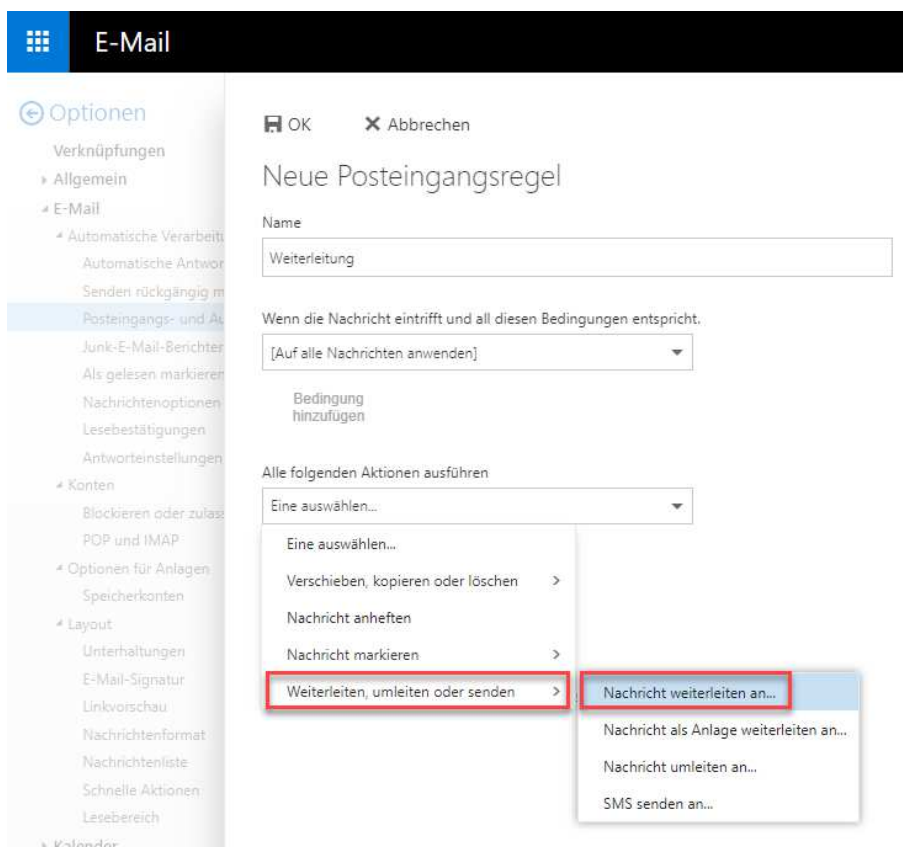 E-Mail
Optionen
Verknüpfungen
Allgemein
E-Mail
Automatische Verarbeitu
Automatische Antwor
Senden rückgängig m
Posteingangs- und Au
Junk-E-Mail-Berichter
Als gelesen markieren
Nachrichtenoptionen
Lesebestätigungen
Antworteinstellungen
Konten
Blockieren oder zulass
POP und IMAP
Optionen für Anlagen
Speicherkonten
Layout
Unterhaltungen
E-Mail-Signatur
Linkvorschau
Nachrichtenformat
Nachrichtenliste
Schnelle Aktionen
Lesebereich
Kalender
OK Abbrechen
Neue Posteingangsregel
Name
Weiterleitung
Wenn die Nachricht eintrifft und all diesen Bedingungen entspricht.
[Auf alle Nachrichten anwenden]
Bedingung
hinzufügen
Alle folgenden Aktionen ausführen
Eine auswählen...
Eine auswählen...
Verschieben, kopieren oder löschen
Nachricht anheften
Nachricht markieren
Weiterleiten, umleiten oder senden
Nachricht weiterleiten an...
Nachricht als Anlage weiterleiten an...
Nachricht umleiten an...
SMS senden an...